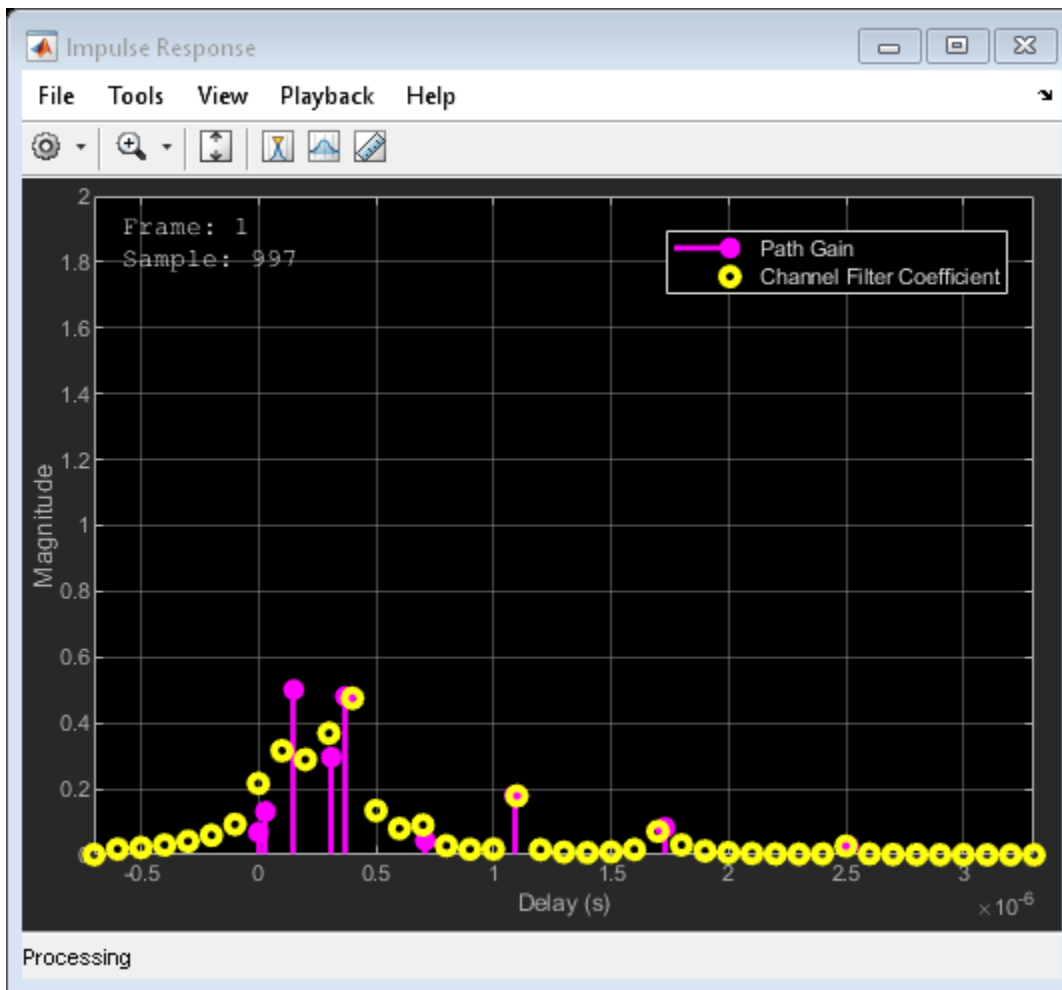 Impulse Response
File Tools View Playback Help
Frame: 1
Sample: 997
Path Gain
Channel Filter Coefficient
2
1.8
1.6
1.4
1.2
1
0.8
0.6
0.4
0.2
0
Magnitude
-0.5 0 0.5 1 1.5 2 2.5 3
Delay (s)
×10-6
Processing